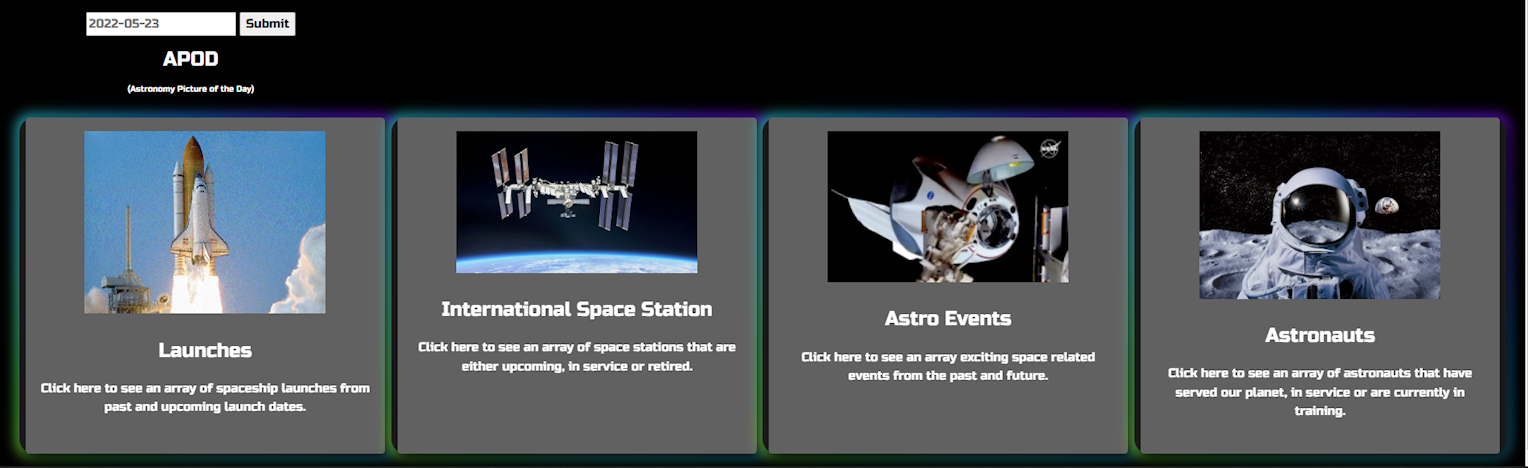 2022-05-23 Submit
APOD
(Astronomy Picture of the Day)
NASA
Launches
Click here to see an array of spaceship launches from
past and upcoming launch dates.
International Space Station
Click here to see an array of space stations that are
either upcoming, in service or retired.
Astro Events
Click here to see an array exciting space related
events from the past and future.
Astronauts
Click here to see an array of astronauts that have
served our planet, in service or are currently in
training.